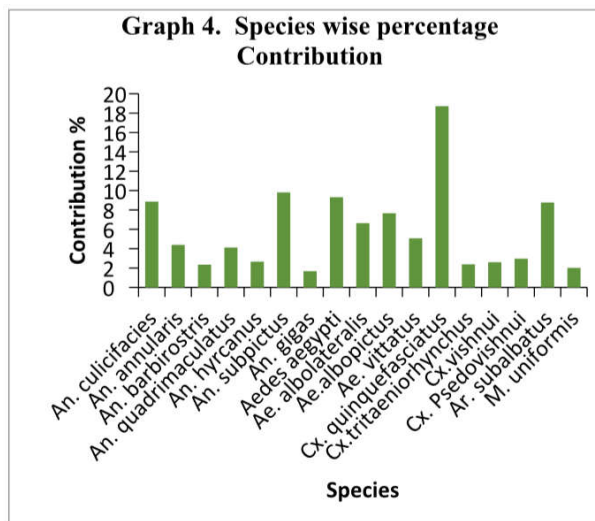 Graph 4.  Species wise percentage
Contribution
Contribution %
20
18
16
14
12
10
8
6
4
2
0
An. culicifacies
An. annularis
An. barbirostris
An. quadrimaculatus
An. hyrcanus
An. subpictus
An. gigas
Aedes aegypti
Ae. albolateralis
Ae.albopictus
Ae. vittatus
Cx. quinquefasciatus
Cx.tritaeniorhynchus
Cx.vishnui
Cx. Psedovishnui
Ar. subalbatus
M. uniformis
Species